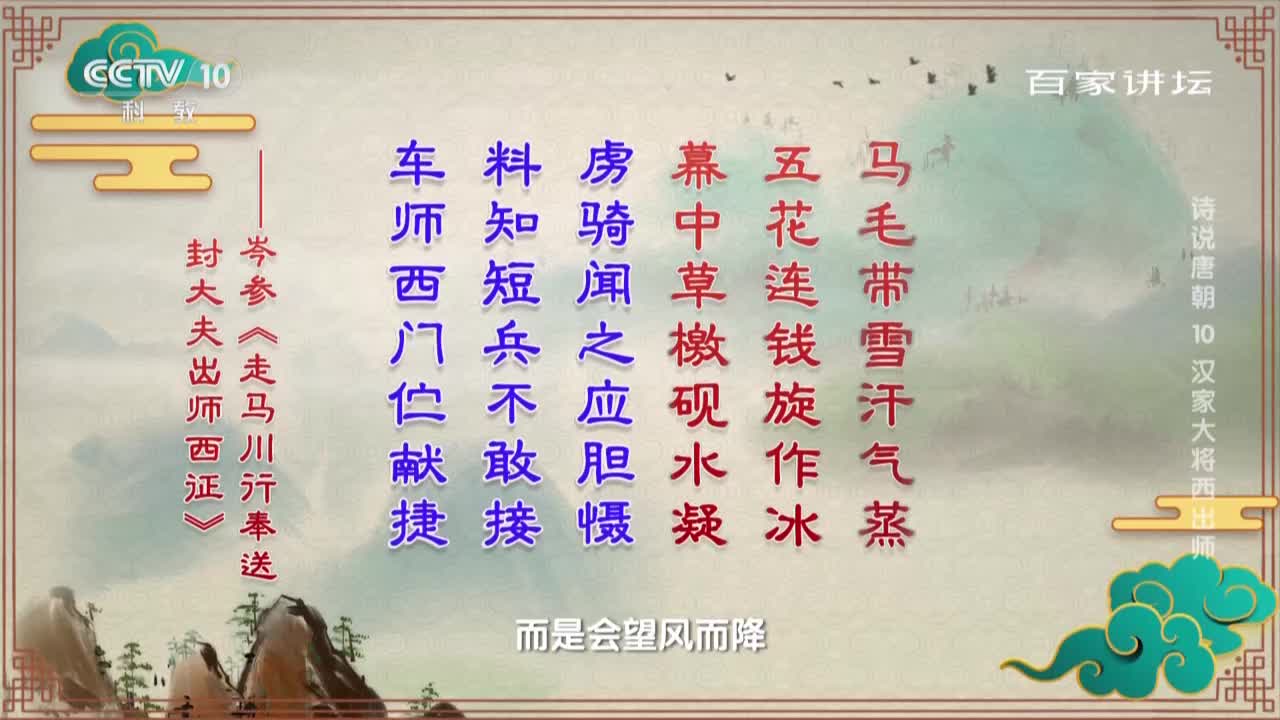 CCTV 10
科教
百家讲坛
诗说唐朝 10 汉家大将西出师
马毛带雪汗气蒸
五花连钱旋作冰
幕中草檄砚水凝
虏骑闻之应胆慑
料知短兵不敢接
车师西门伫献捷
——岑参《走马川行奉送
封大夫出师西征》
而是会望风而降